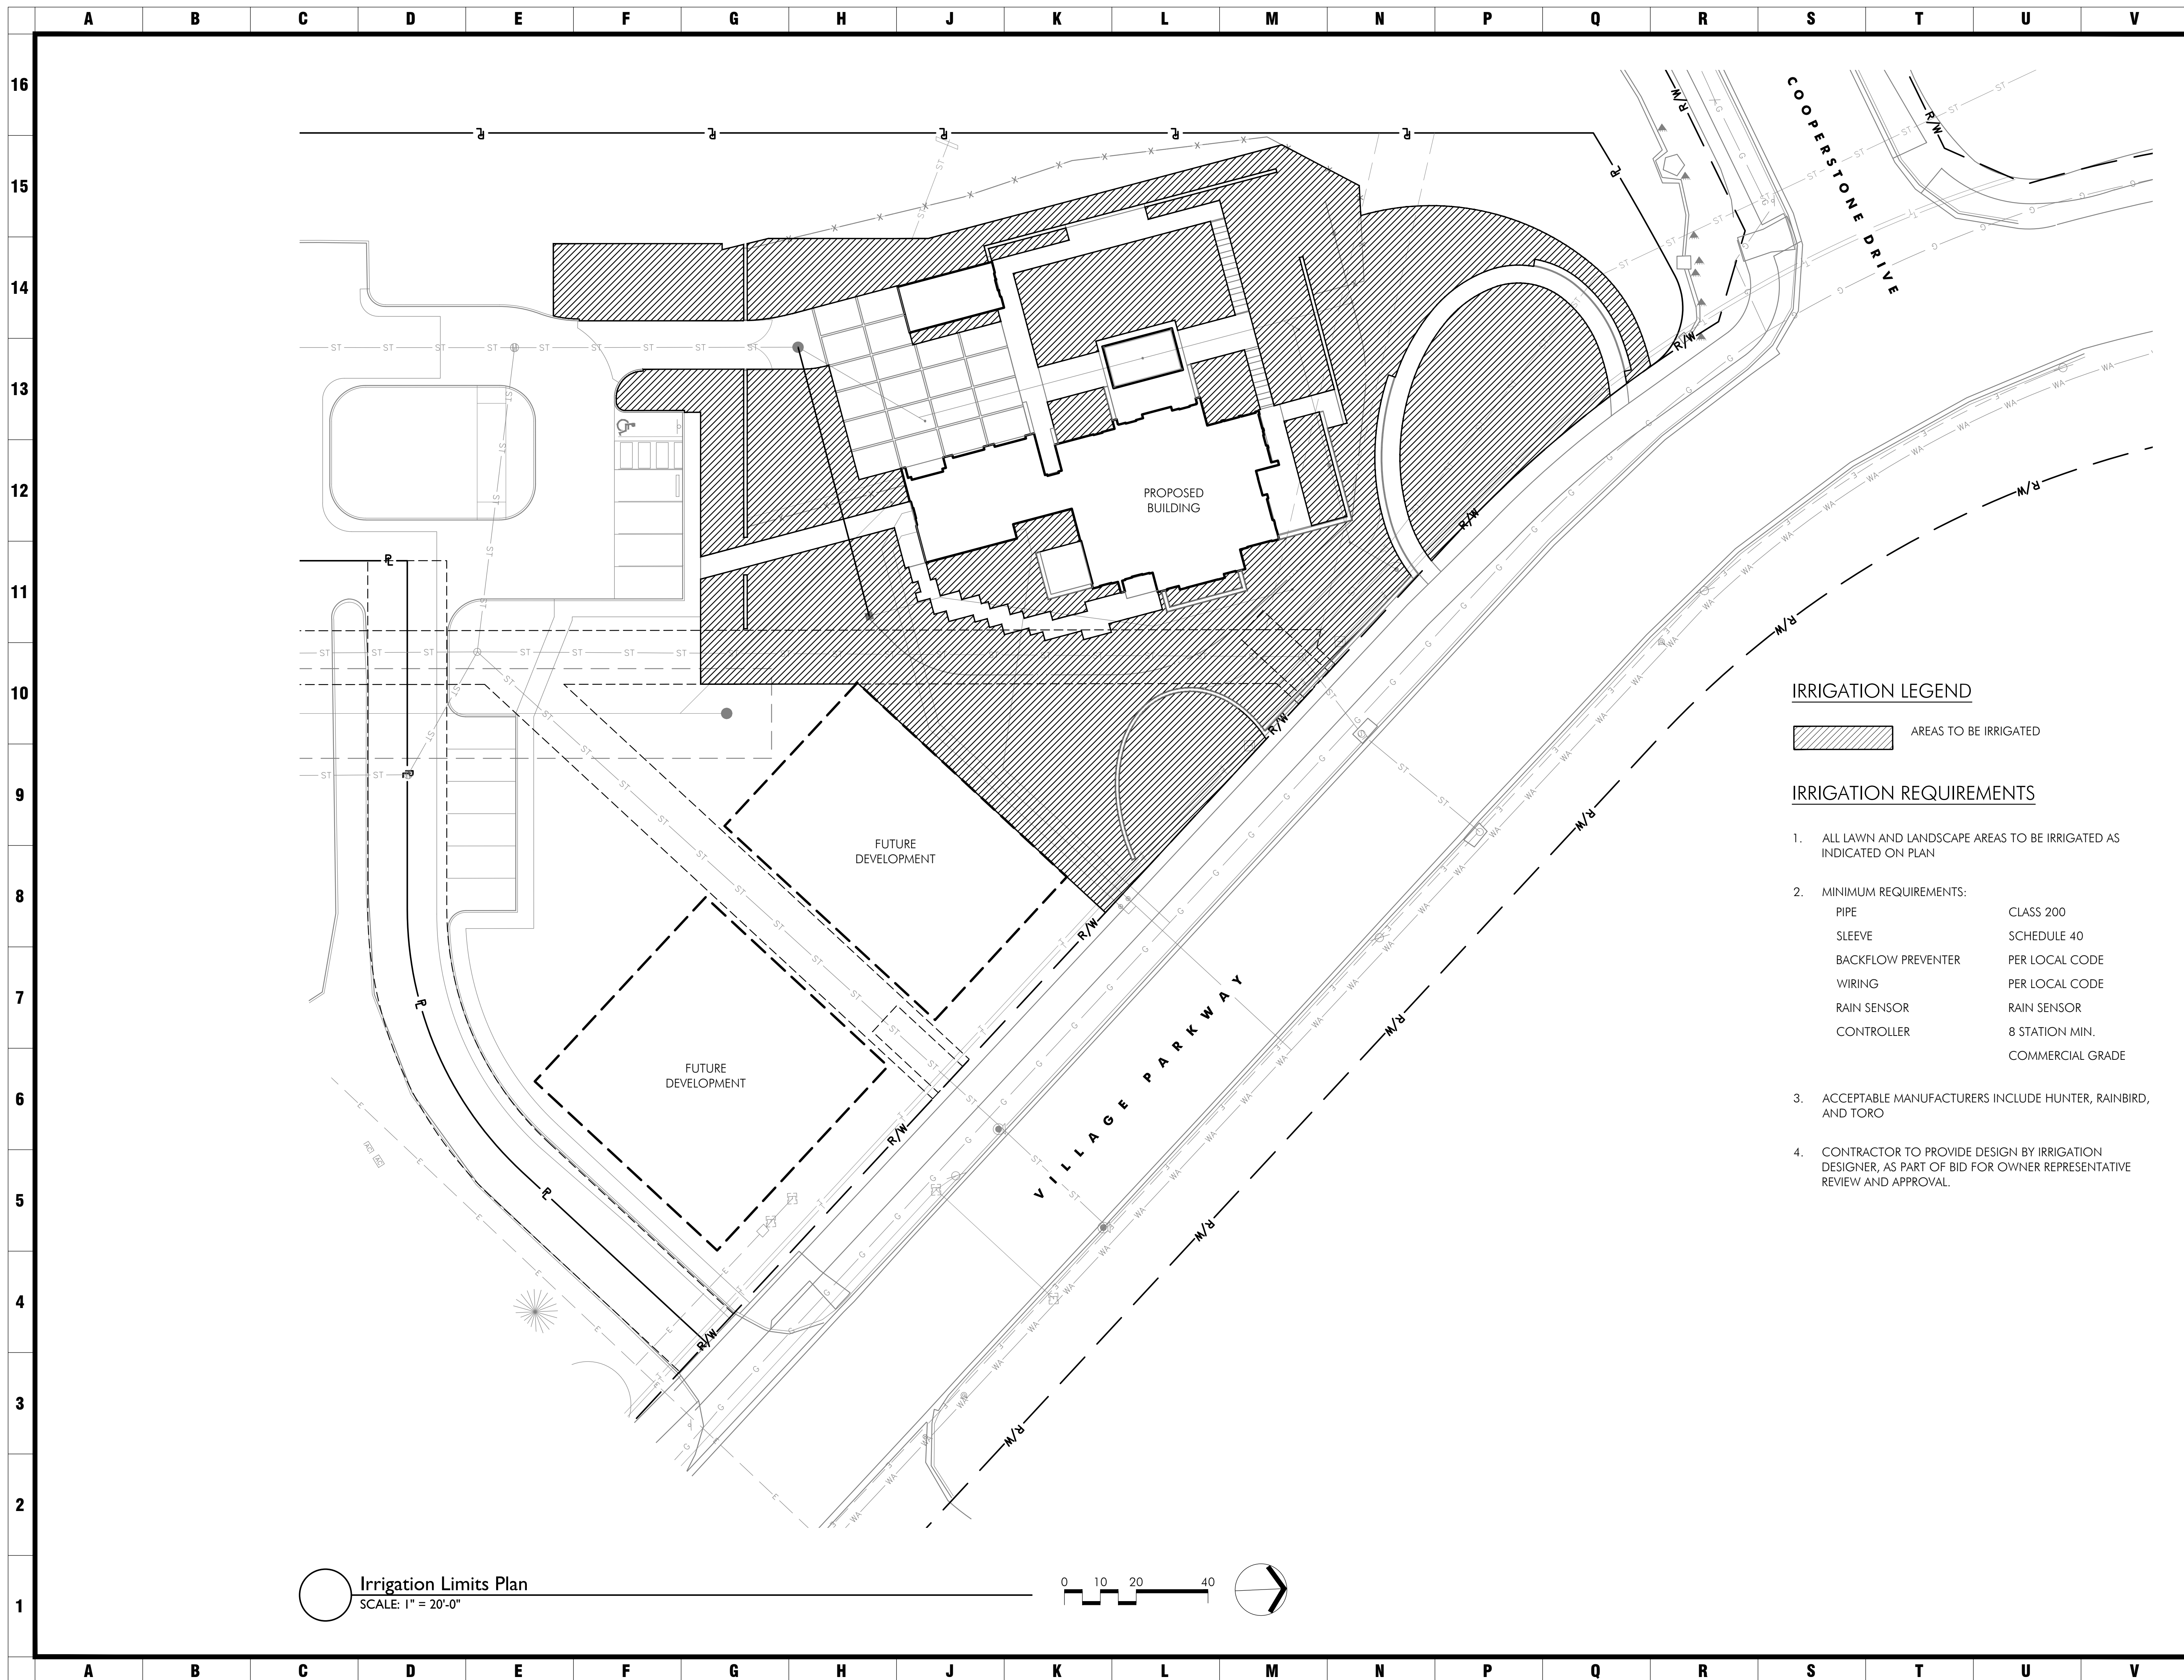 A B C D E F G H J K L M N P Q R S T U V
16
15
14
13
12
11
10
9
8
7
6
5
4
3
2
1
COOPERSTONE DRIVE
PROPOSED
BUILDING
FUTURE
DEVELOPMENT
FUTURE
DEVELOPMENT
VILLAGE PARKWAY
IRRIGATION LEGEND
AREAS TO BE IRRIGATED
IRRIGATION REQUIREMENTS
1. ALL LAWN AND LANDSCAPE AREAS TO BE IRRIGATED AS
INDICATED ON PLAN
2. MINIMUM REQUIREMENTS:
PIPE CLASS 200
SLEEVE SCHEDULE 40
BACKFLOW PREVENTER PER LOCAL CODE
WIRING PER LOCAL CODE
RAIN SENSOR RAIN SENSOR
CONTROLLER 8 STATION MIN.
COMMERCIAL GRADE
3. ACCEPTABLE MANUFACTURERS INCLUDE HUNTER, RAINBIRD,
AND TORO
4. CONTRACTOR TO PROVIDE DESIGN BY IRRIGATION
DESIGNER, AS PART OF BID FOR OWNER REPRESENTATIVE
REVIEW AND APPROVAL.
Irrigation Limits Plan
SCALE: 1" = 20'-0"
0 10 20 40
A B C D E F G H J K L M N P Q R S T U V